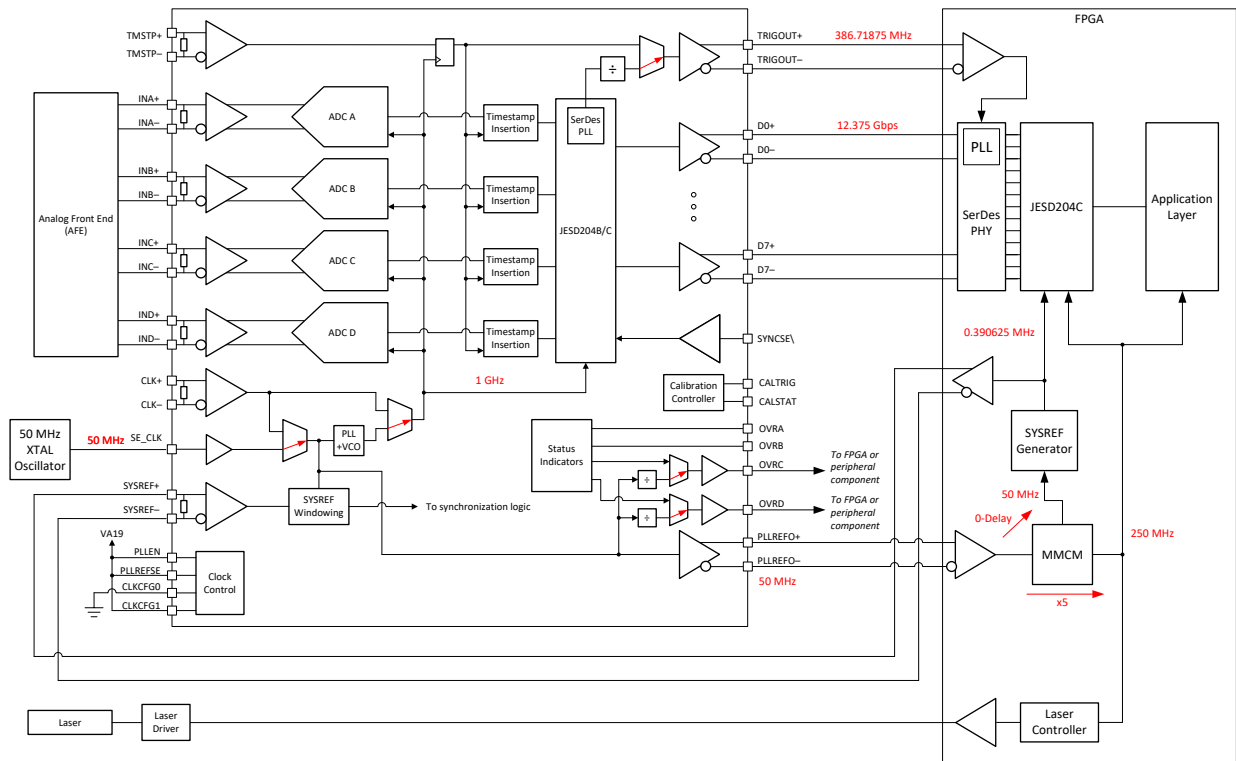 FPGA
TMSTP+
TMSTP–
TRIGOUT+
386.71875 MHz
TRIGOUT–
÷
Analog Front End
(AFE)
INA+
INA–
ADC A
Timestamp
Insertion
SerDes
PLL
D0+
12.375 Gbps
D0–
PLL
INB+
INB–
ADC B
Timestamp
Insertion
JESD204B/C
SerDes
PHY
JESD204C
Application
Layer
INC+
INC–
ADC C
Timestamp
Insertion
D7+
D7–
IND+
IND–
ADC D
Timestamp
Insertion
SYNCSE\
0.390625 MHz
CLK+
CLK–
1 GHz
Calibration
Controller
CALTRIG
CALSTAT
50 MHz
XTAL
Oscillator
50 MHz
SE_CLK
PLL
+VCO
Status
Indicators
OVRA
OVRB
OVRC
OVRD
÷
÷
To FPGA or
peripheral
component
To FPGA or
peripheral
component
SYSREF
Generator
SYSREF+
SYSREF–
SYSREF
Windowing
To synchronization logic
50 MHz
0-Delay
VA19
PLLEN
PLLREFSE
CLKCFG0
CLKCFG1
Clock
Control
PLLREFO+
PLLREFO–
50 MHz
MMCM
250 MHz
x5
Laser
Laser
Driver
Laser
Controller